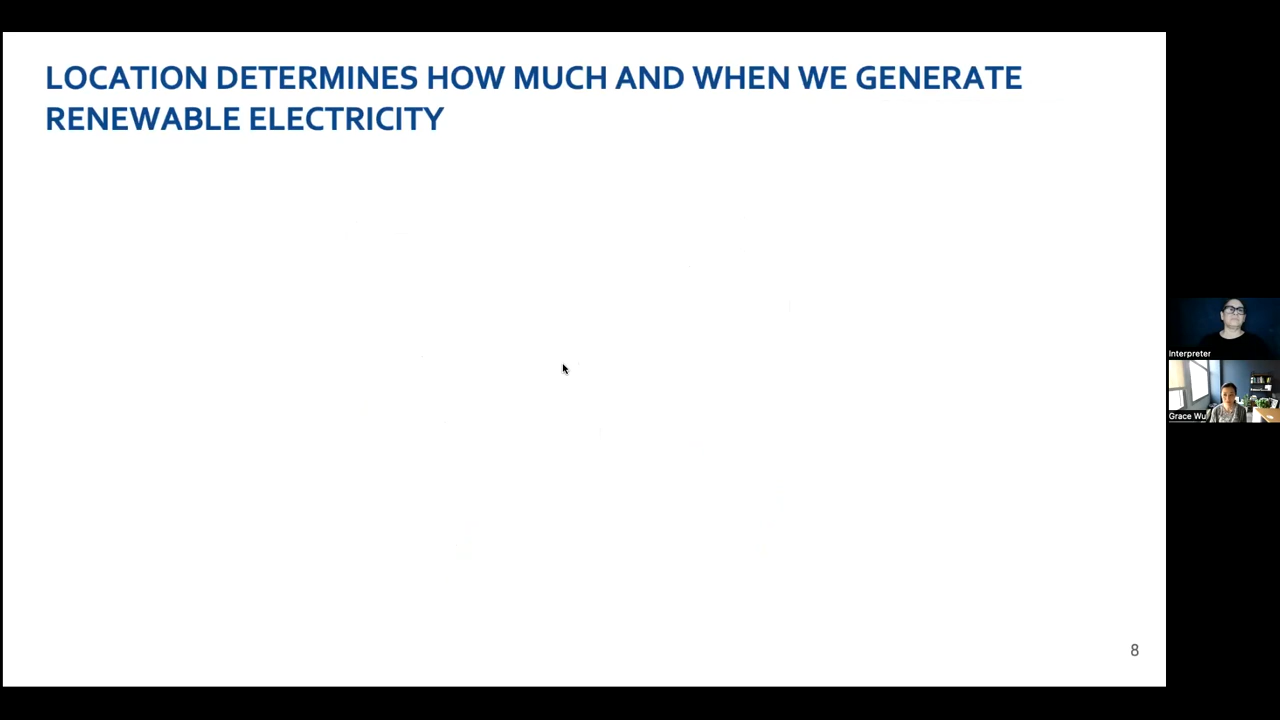 LOCATION DETERMINES HOW MUCH AND WHEN WE GENERATE
RENEWABLE ELECTRICITY
Interpreter
Grace Wu
8